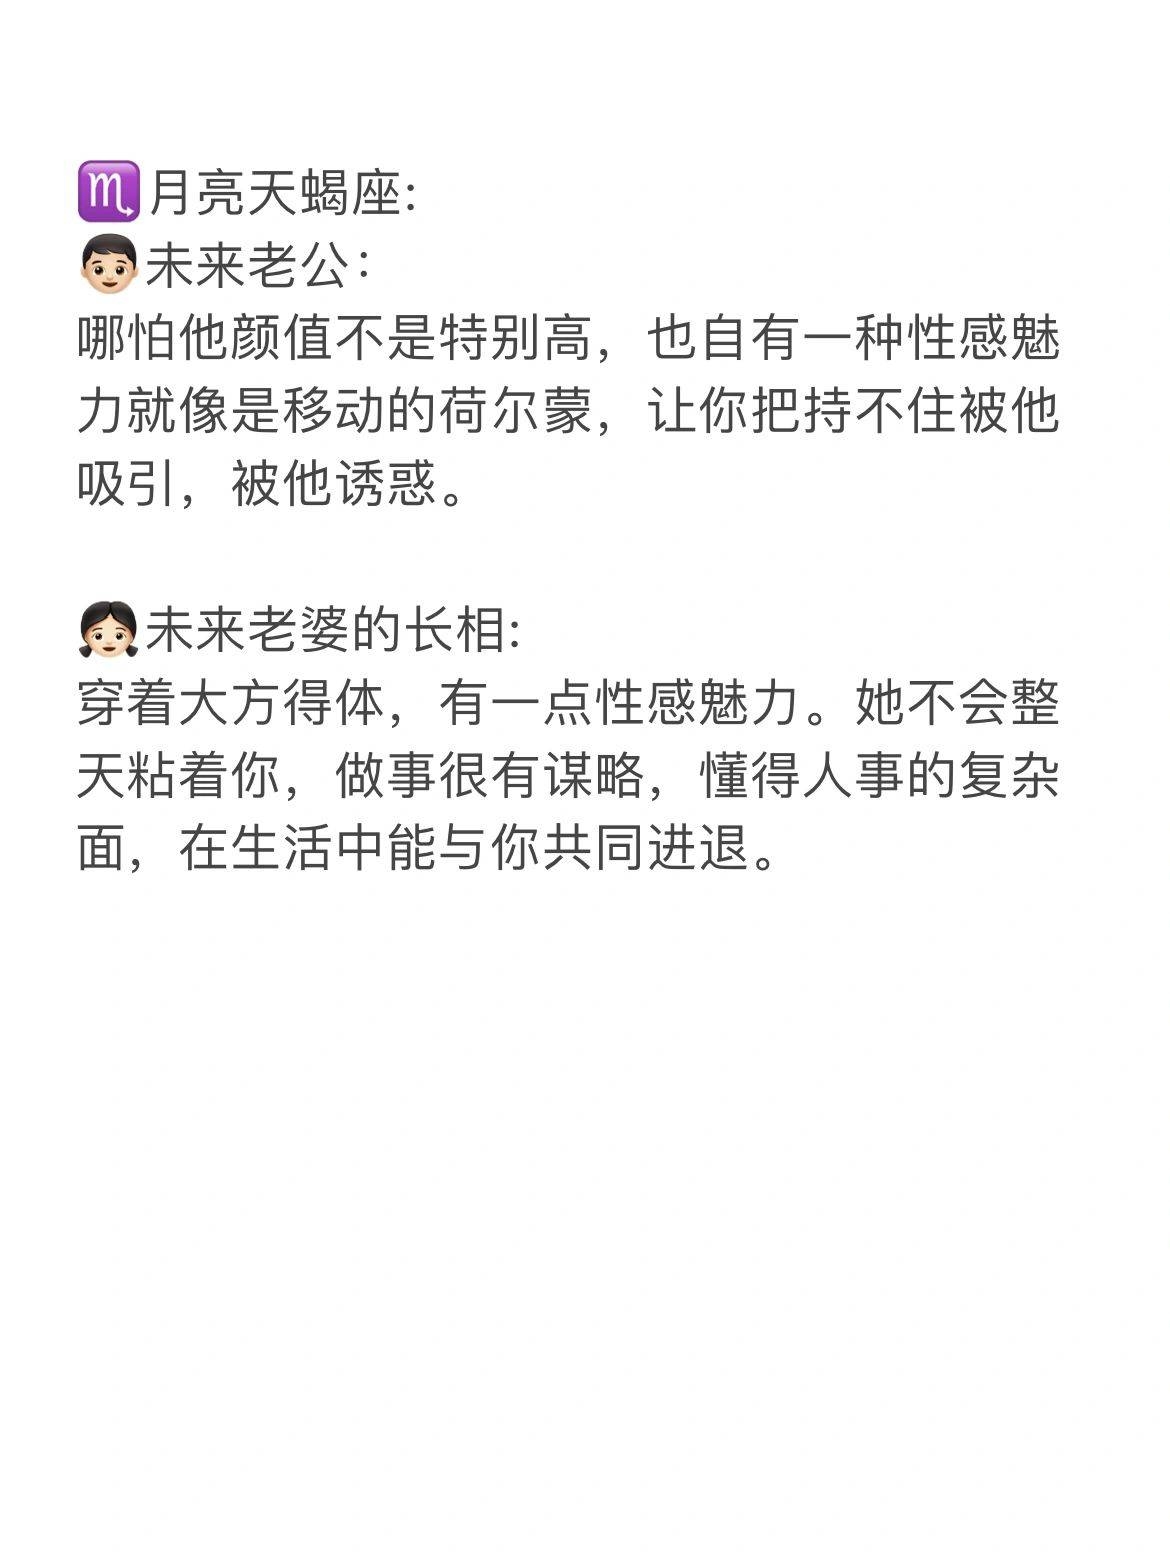 ♏月亮天蝎座:
👦🏻未来老公：
哪怕他颜值不是特别高，也自有一种性感魅
力就像是移动的荷尔蒙，让你把持不住被他
吸引，被他诱惑。
👧🏻未来老婆的长相:
穿着大方得体，有一点性感魅力。她不会整
天粘着你，做事很有谋略，懂得人事的复杂
面，在生活中能与你共同进退。